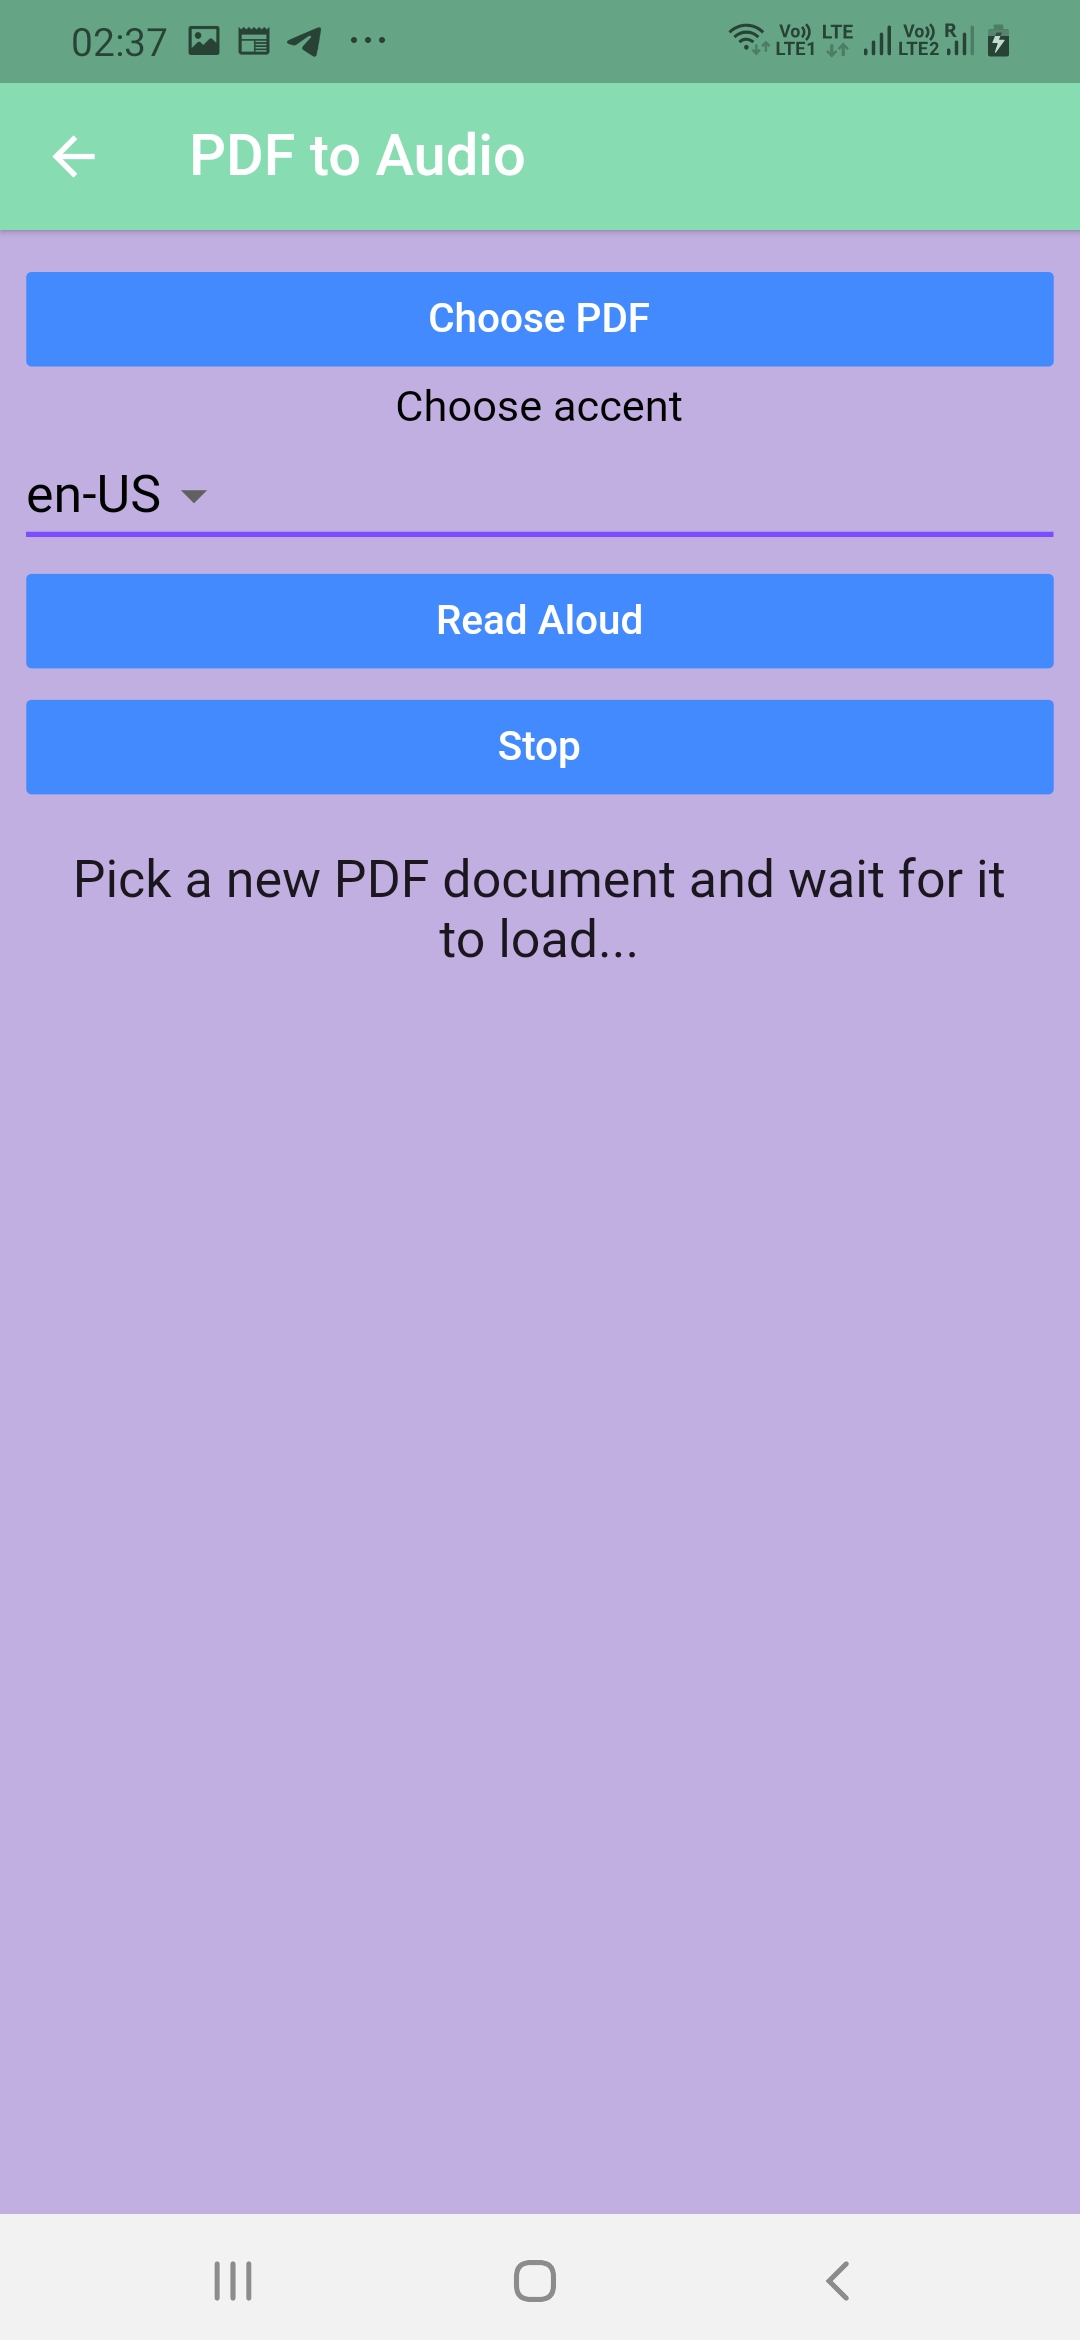 02:37 Vo)) LTE1 LTE Vo)) LTE2 R
PDF to Audio
Choose PDF
Choose accent
en-US
Read Aloud
Stop
Pick a new PDF document and wait for it
to load...